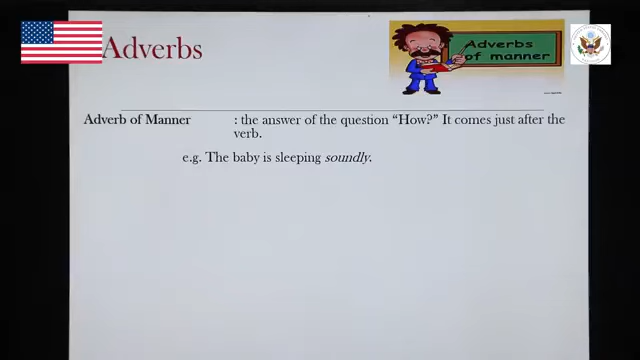 Adverbs
Adverbs
of manner
Adverb of Manner : the answer of the question “How?” It comes just after the
verb.
e.g. The baby is sleeping soundly.